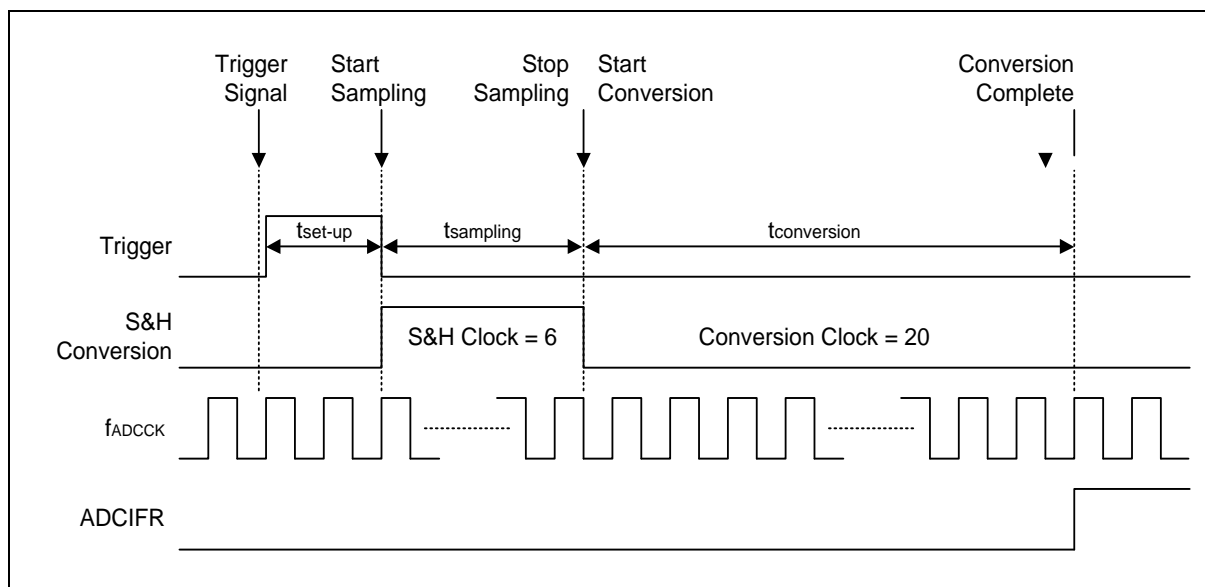 Trigger
Signal
Start
Sampling
Stop
Sampling
Start
Conversion
Conversion
Complete
Trigger
tset-up
tsampling
tconversion
S&H
Conversion
S&H Clock = 6
Conversion Clock = 20
fADCCK
ADCIFR